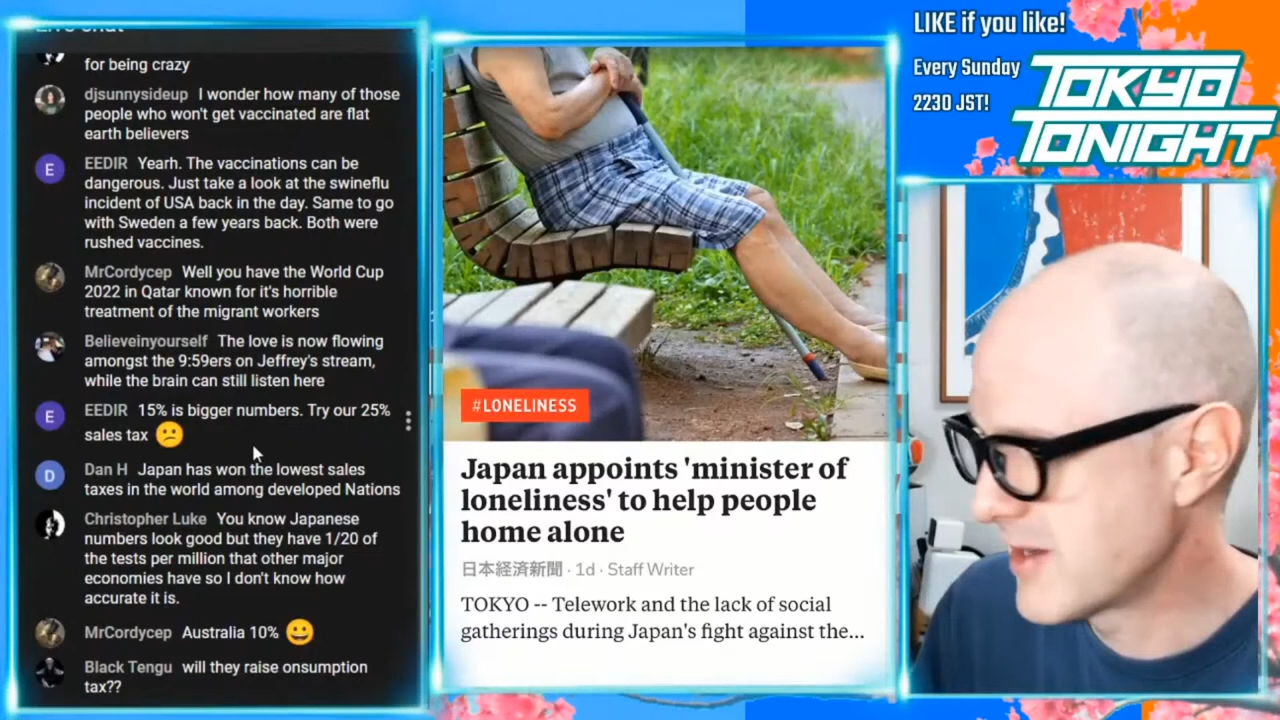 Live chat
for being crazy
djsunnysideup I wonder how many of those
people who won't get vaccinated are flat
earth believers
E
EEDIR Yearh. The vaccinations can be
dangerous. Just take a look at the swineflu
incident of USA back in the day. Same to go
with Sweden a few years back. Both were
rushed vaccines.
MrCordycep Well you have the World Cup
2022 in Qatar known for it's horrible
treatment of the migrant workers
Believeinyourself The love is now flowing
amongst the 9:59ers on Jeffrey's stream,
while the brain can still listen here
E
EEDIR 15% is bigger numbers. Try our 25%
sales tax 😕
D
Dan H Japan has won the lowest sales
taxes in the world among developed Nations
Christopher Luke You know Japanese
numbers look good but they have 1/20 of
the tests per million that other major
economies have so I don't know how
accurate it is.
MrCordycep Australia 10% 😀
Black Tengu will they raise onsumption
tax??
#LONELINESS
Japan appoints 'minister of
loneliness' to help people
home alone
日本経済新聞 · 1d · Staff Writer
TOKYO -- Telework and the lack of social
gatherings during Japan's fight against the...
LIKE if you like!
Every Sunday
2230 JST!
TOKYO
TONIGHT